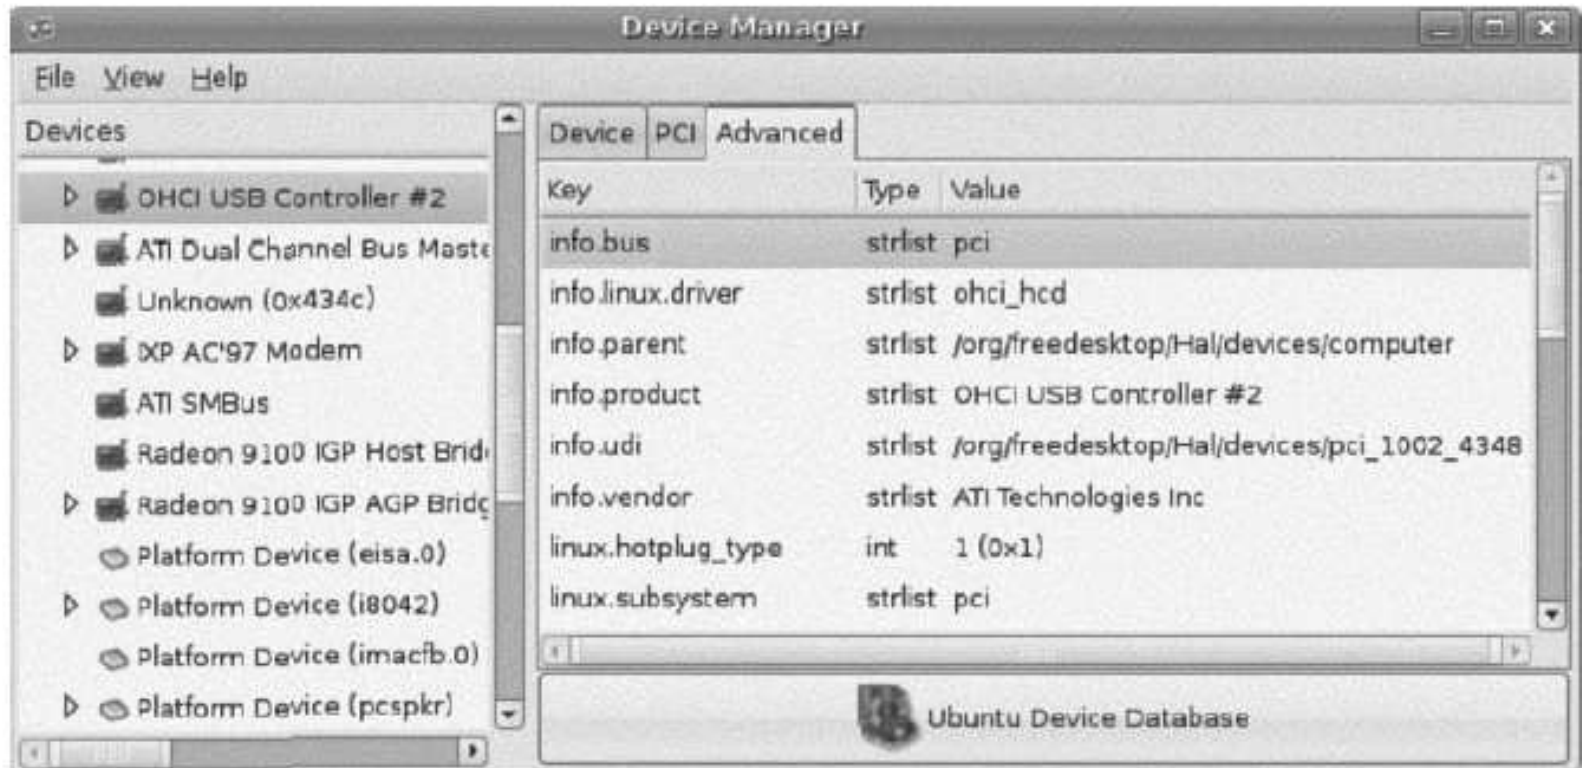 Device Manager
File View Help
Devices
OHCI USB Controller #2
ATI Dual Channel Bus Maste
Unknown (0x434c)
IXP AC'97 Modem
ATI SMBus
Radeon 9100 IGP Host Brid
Radeon 9100 IGP AGP Bridg
Platform Device (eisa.0)
Platform Device (i8042)
Platform Device (imacfb.0)
Platform Device (pcspkr)
Device PCI Advanced
Key Type Value
info.bus strlist pci
info.linux.driver strlist ohci_hcd
info.parent strlist /org/freedesktop/Hal/devices/computer
info.product strlist OHCI USB Controller #2
info.udi strlist /org/freedesktop/Hal/devices/pci_1002_4348
info.vendor strlist ATI Technologies Inc
linux.hotplug_type int 1 (0x1)
linux.subsystem strlist pci
Ubuntu Device Database